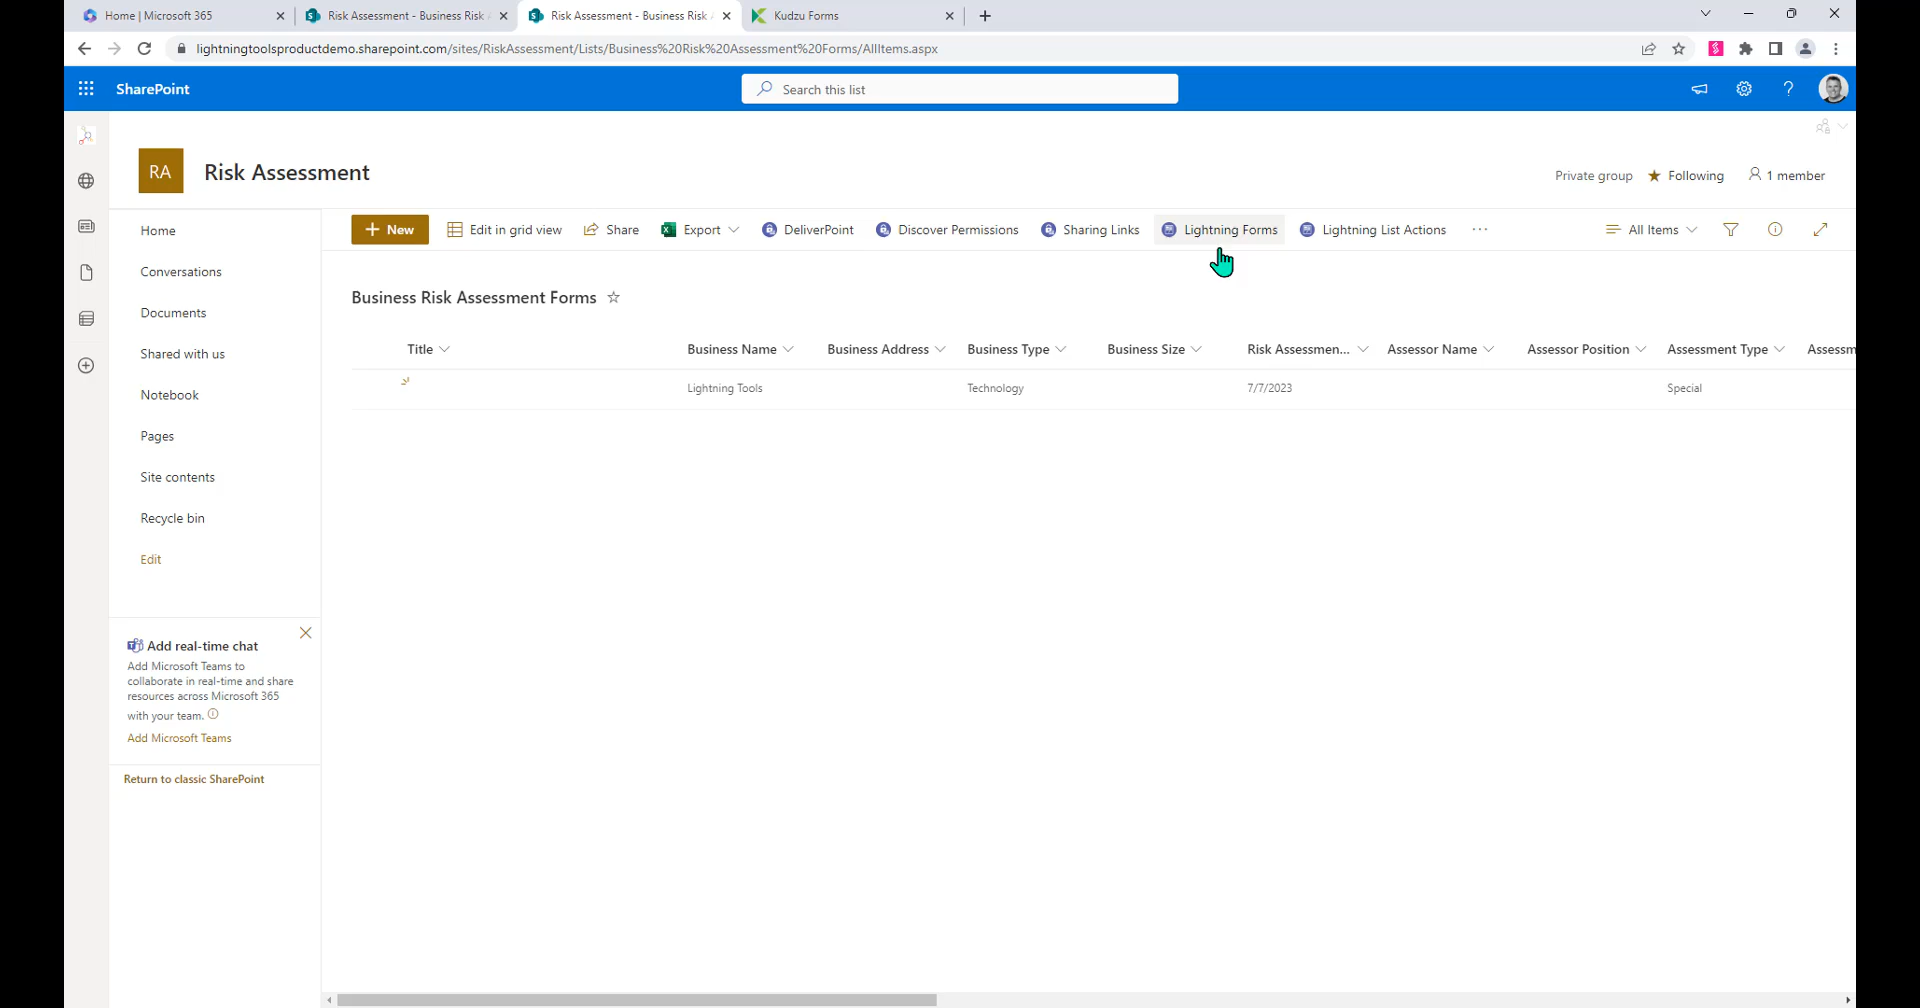 Home | Microsoft 365
Risk Assessment - Business Risk
Risk Assessment - Business Risk
Kudzu Forms
lightningtoolsproductdemo.sharepoint.com/sites/RiskAssessment/Lists/Business%20Risk%20Assessment%20Forms/AllItems.aspx
SharePoint
Search this list
RA
Risk Assessment
Private group
Following
1 member
Home
Conversations
Documents
Shared with us
Notebook
Pages
Site contents
Recycle bin
Edit
Add real-time chat
Add Microsoft Teams to
collaborate in real-time and share
resources across Microsoft 365
with your team.
Add Microsoft Teams
Return to classic SharePoint
+ New
Edit in grid view
Share
Export
DeliverPoint
Discover Permissions
Sharing Links
Lightning Forms
Lightning List Actions
...
All Items
Business Risk Assessment Forms
Title Business Name Business Address Business Type Business Size Risk Assessmen... Assessor Name Assessor Position Assessment Type Assessm
Lightning Tools Technology 7/7/2023 Special